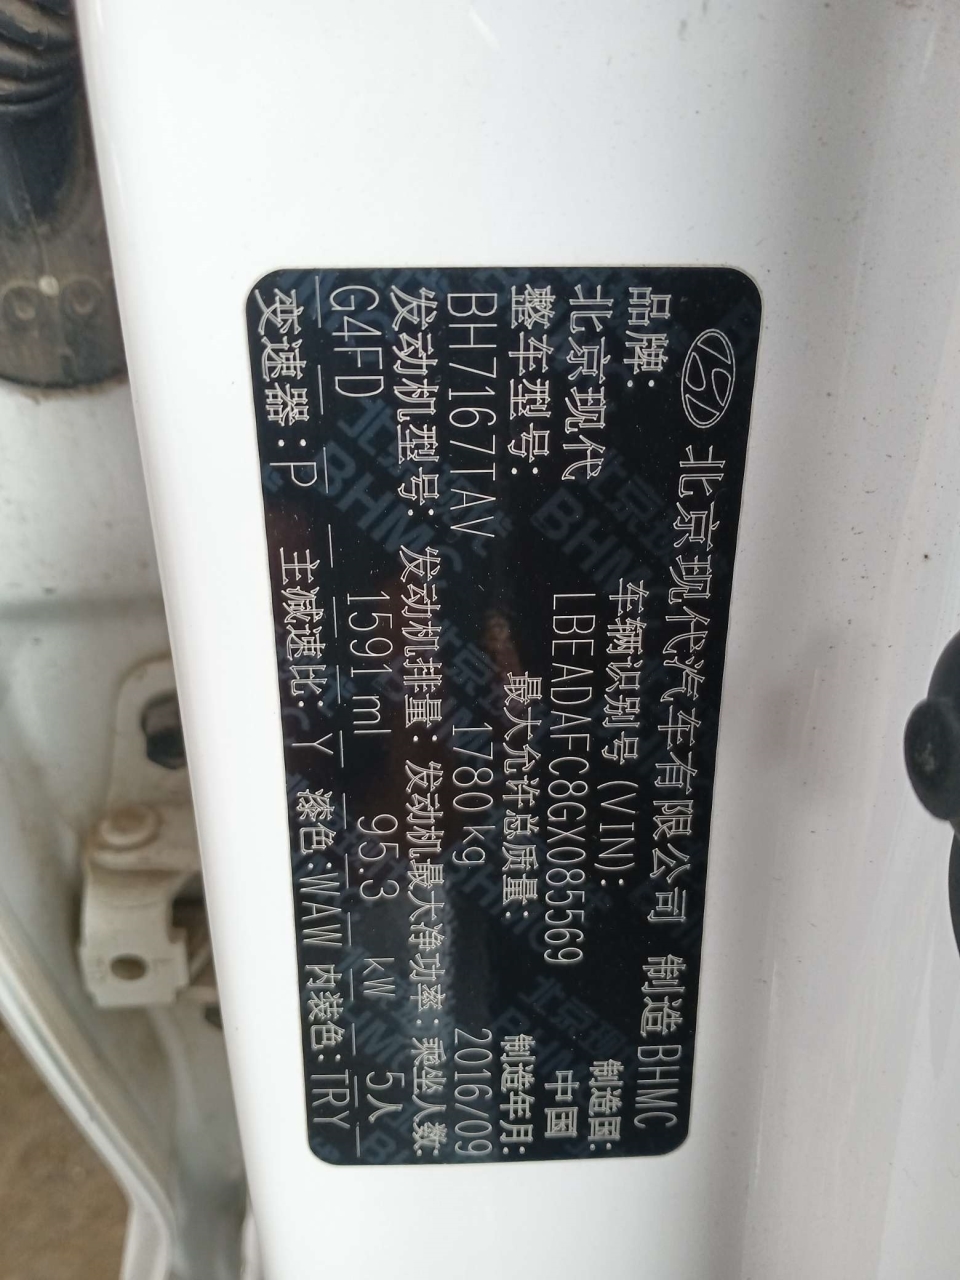 北京现代汽车有限公司 制造 BHMC
品牌: 车辆识别号(VIN): 制造国:
北京现代 LBEADAFC8GX085569 中国
整车型号: 最大允许总质量: 制造年月:
BH7167TAV 1780kg 2016/09
发动机型号: 发动机排量: 发动机最大净功率: 乘坐人数:
G4FD 1591ml 95.3 kW 5人
变速器:P 主减速比:Y 漆色:WAW 内装色:TRY